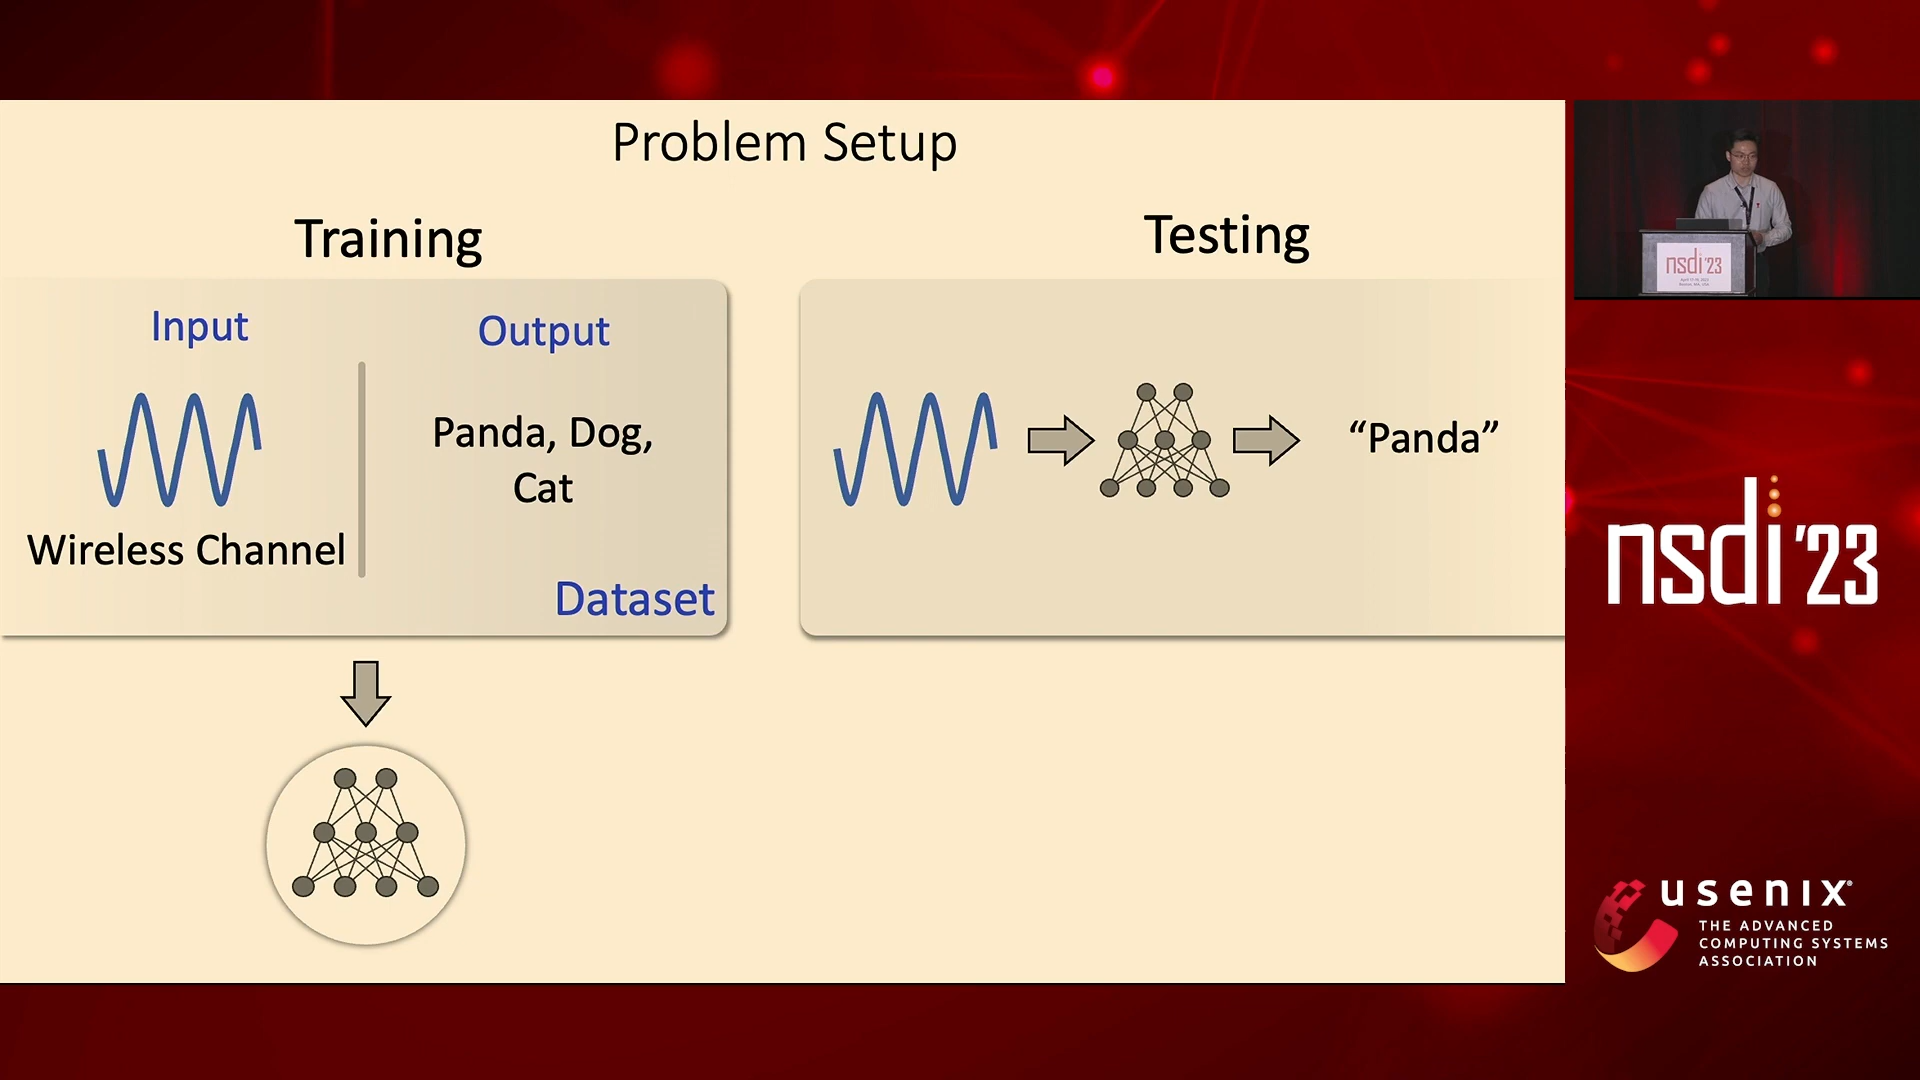 Problem Setup
Training
Testing
Input
Output
Panda, Dog,
Cat
Wireless Channel
Dataset
“Panda”
nsdi '23
nsdi '23
usenix®
THE ADVANCED
COMPUTING SYSTEMS
ASSOCIATION